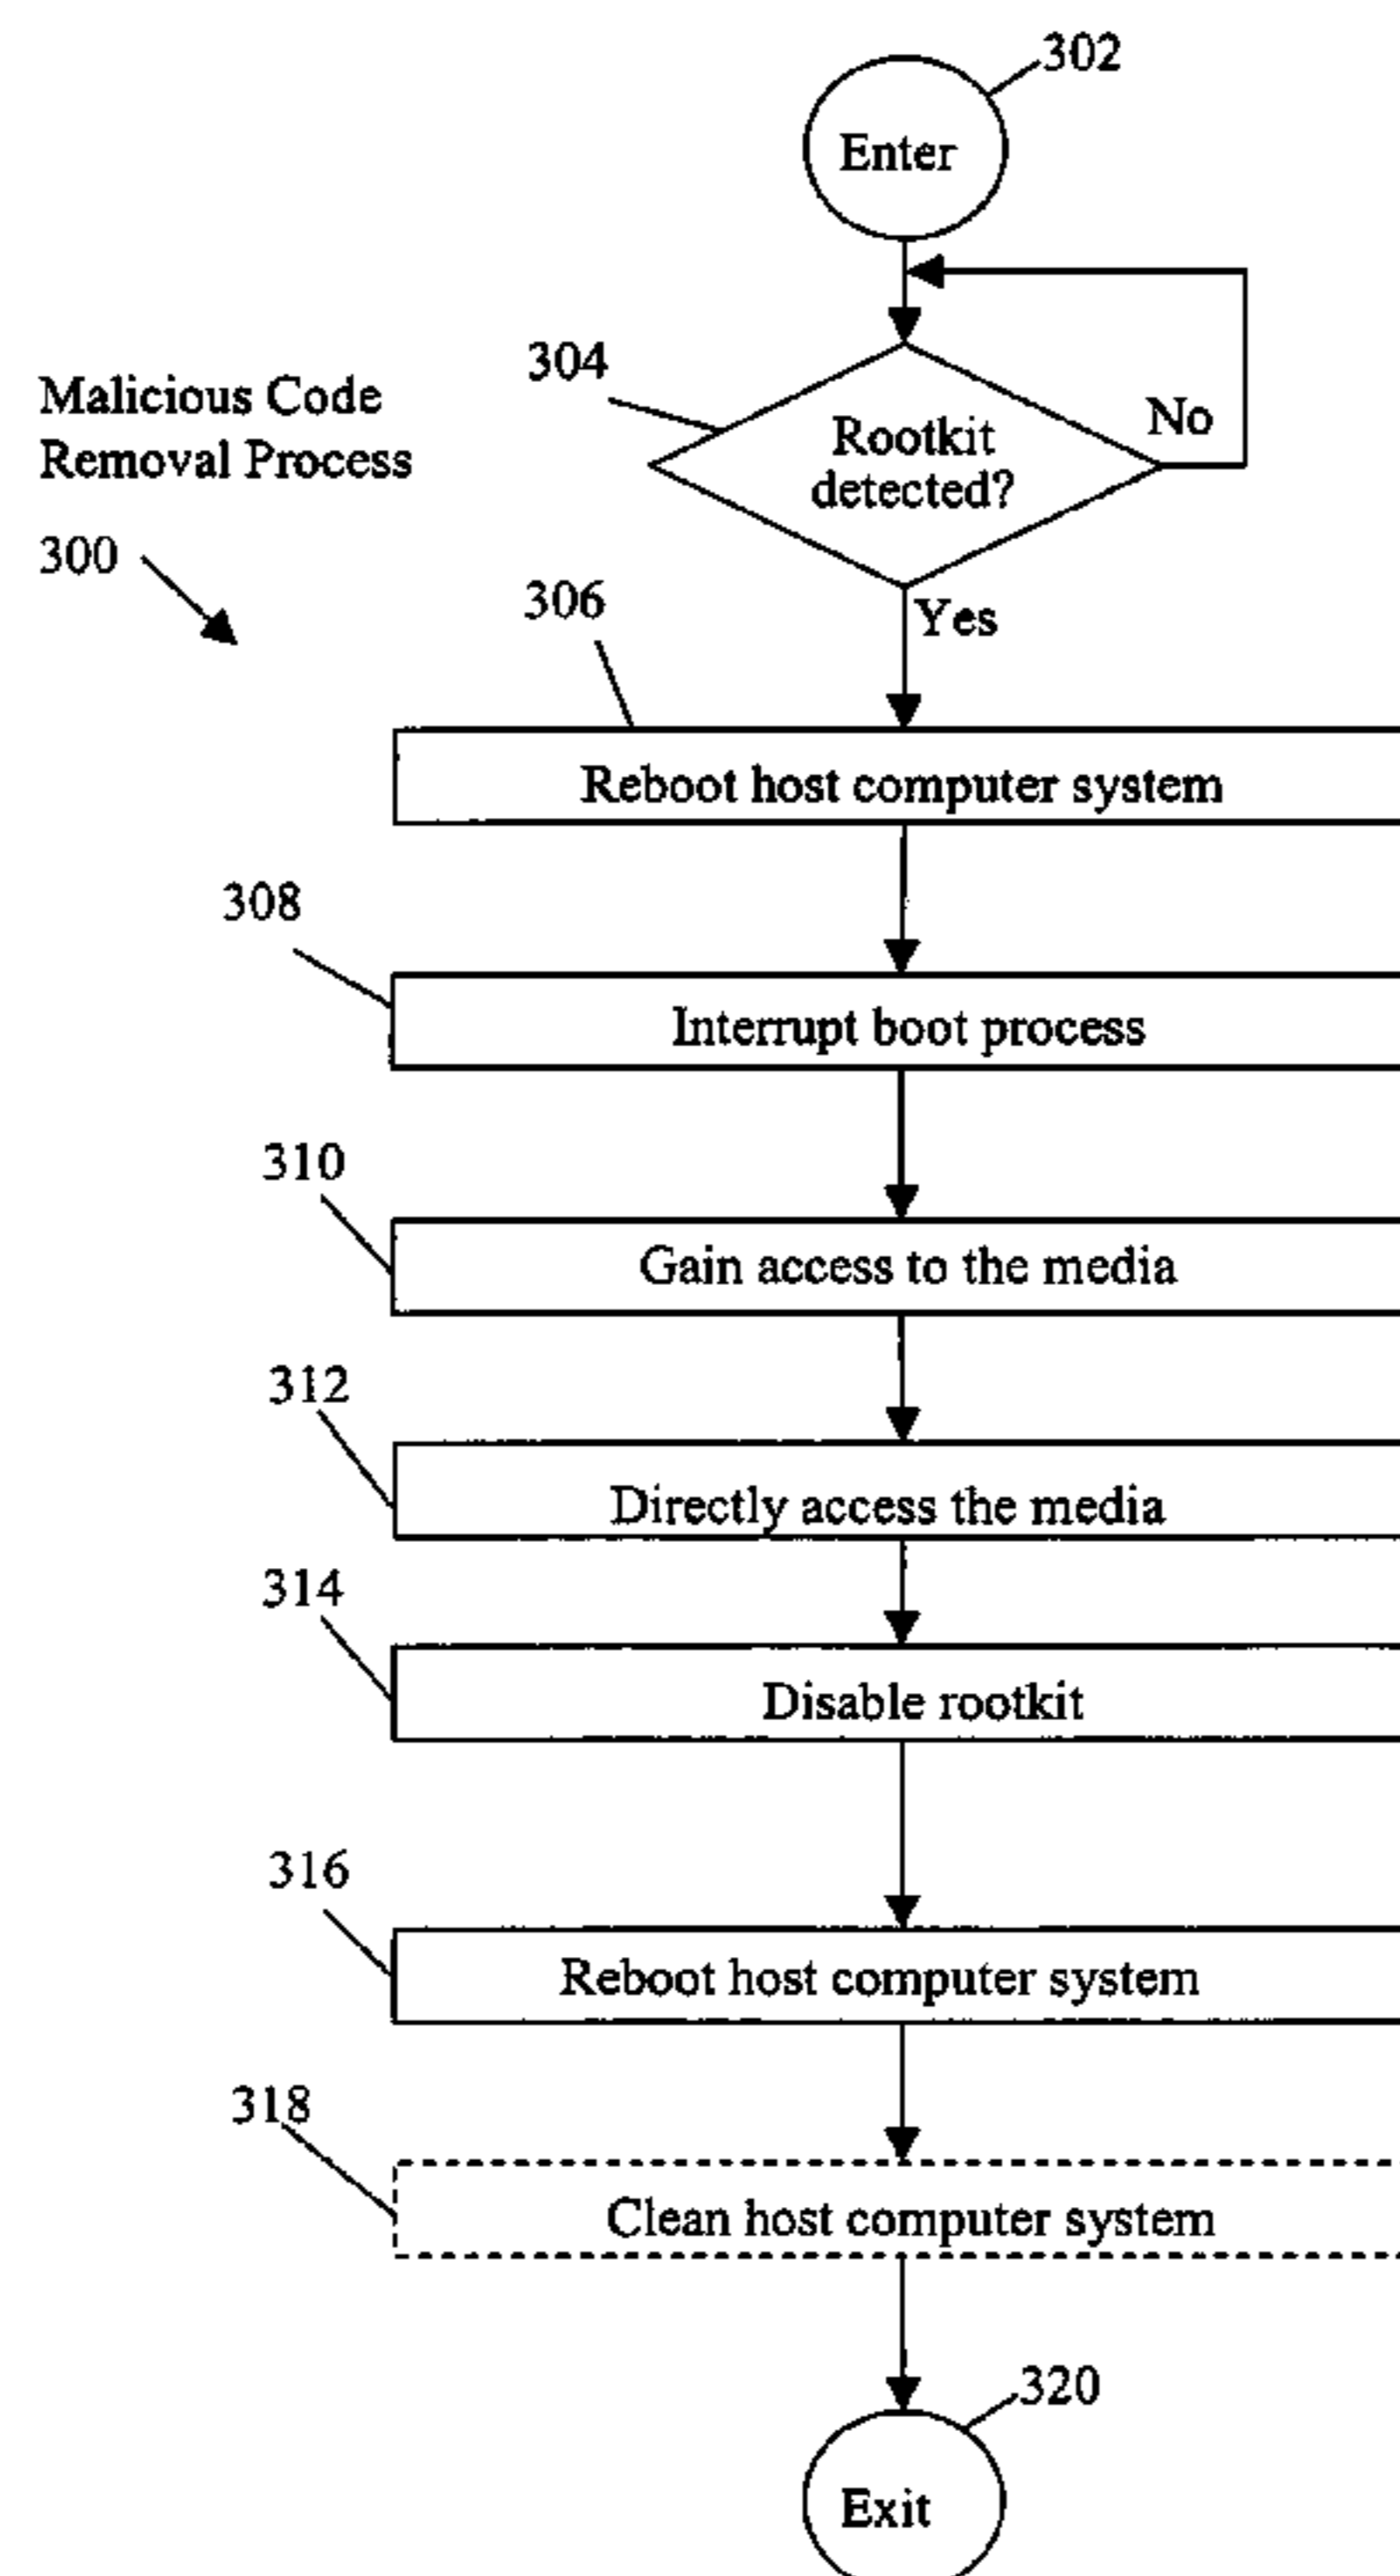 302
Enter
304
Rootkit
detected?
No
Malicious Code
Removal Process
300
Yes
306
Reboot host computer system
308
Interrupt boot process
310
Gain access to the media
312
Directly access the media
314
Disable rootkit
316
Reboot host computer system
318
Clean host computer system
320
Exit